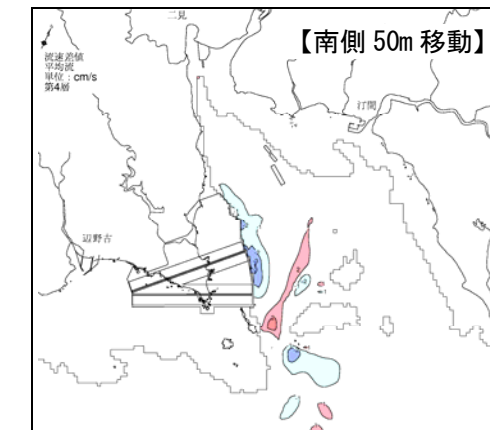 二見
【南側 50m 移動】
流速差値
平均流
単位：cm/s
第4層
汀間
辺野古